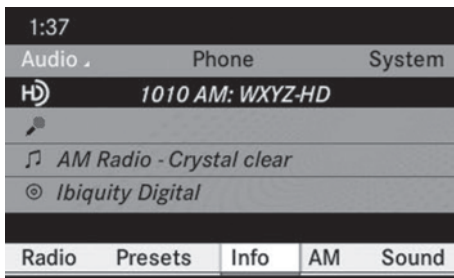 1:37
Audio Phone System
HD 1010 AM: WXYZ-HD
AM Radio - Crystal clear
Ibiquity Digital
Radio Presets Info AM Sound